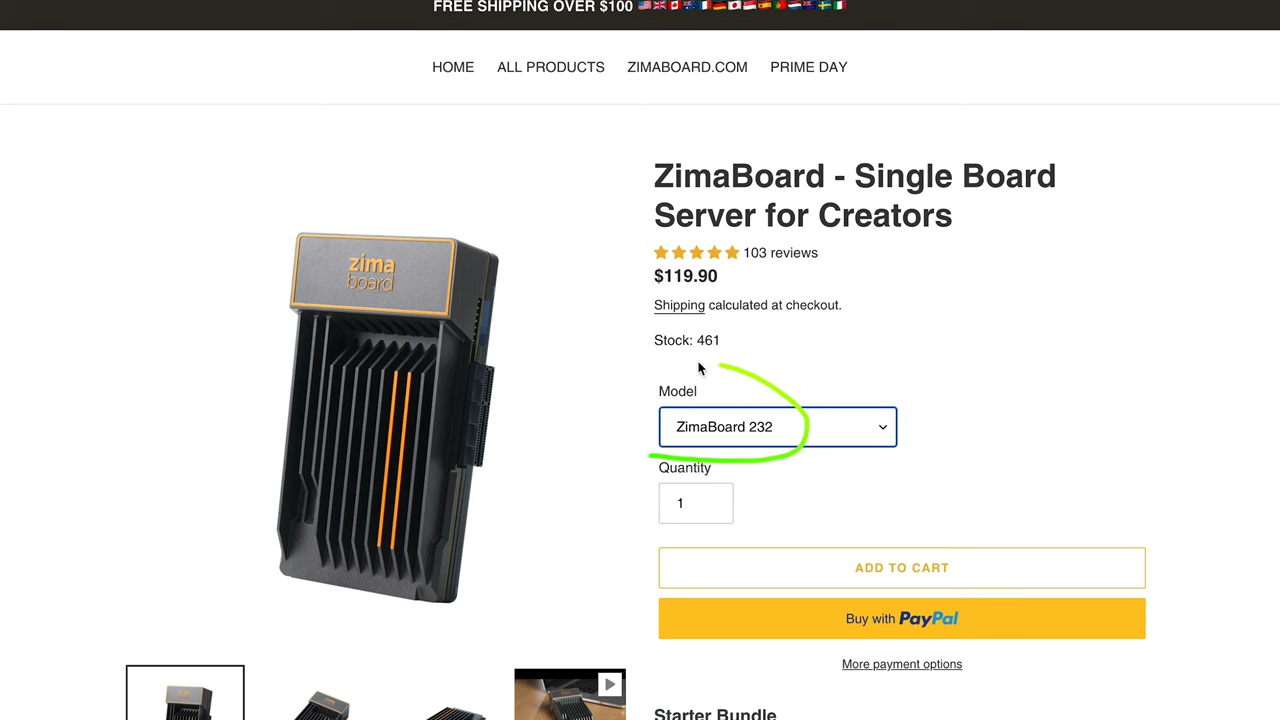 FREE SHIPPING OVER $100
HOME ALL PRODUCTS ZIMABOARD.COM PRIME DAY
zima
board
ZimaBoard - Single Board
Server for Creators
103 reviews
$119.90
Shipping calculated at checkout.
Stock: 461
Model
ZimaBoard 232
Quantity
1
ADD TO CART
Buy with PayPal
More payment options
Starter Bundle